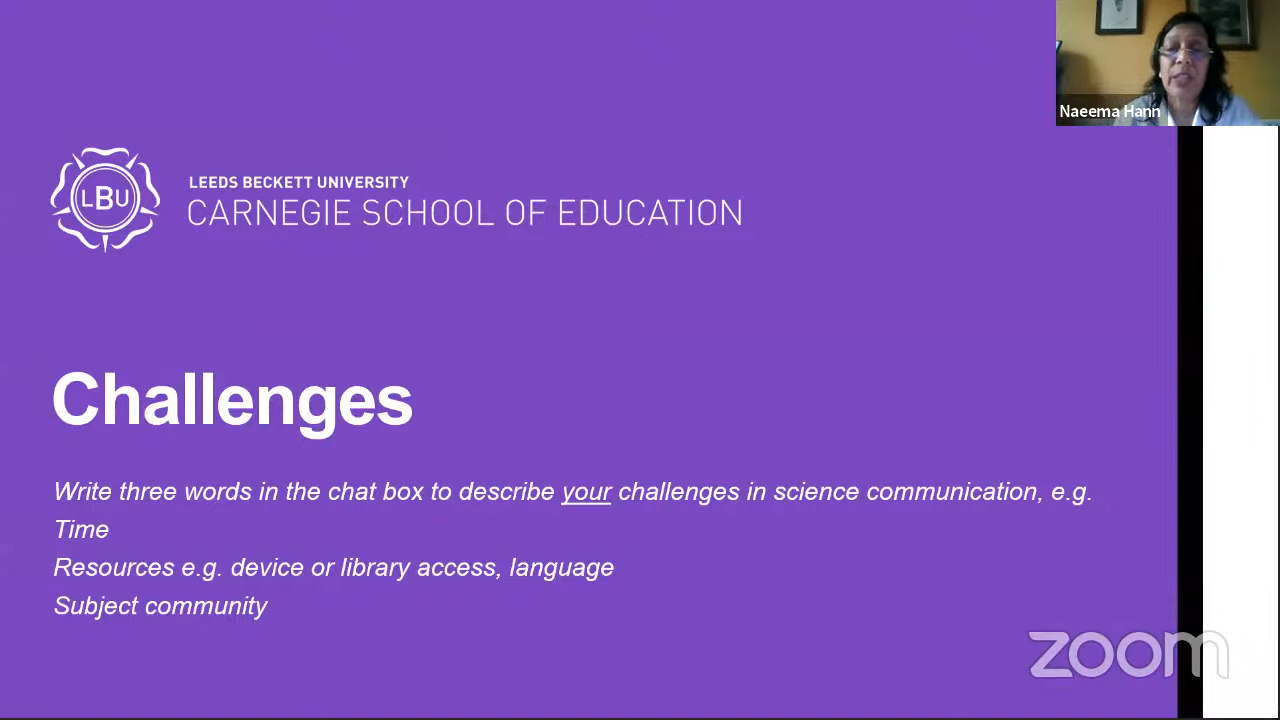 Naeema Hann
LBU
LEEDS BECKETT UNIVERSITY
CARNEGIE SCHOOL OF EDUCATION
Challenges
Write three words in the chat box to describe your challenges in science communication, e.g.
Time
Resources e.g. device or library access, language
Subject community
zoom